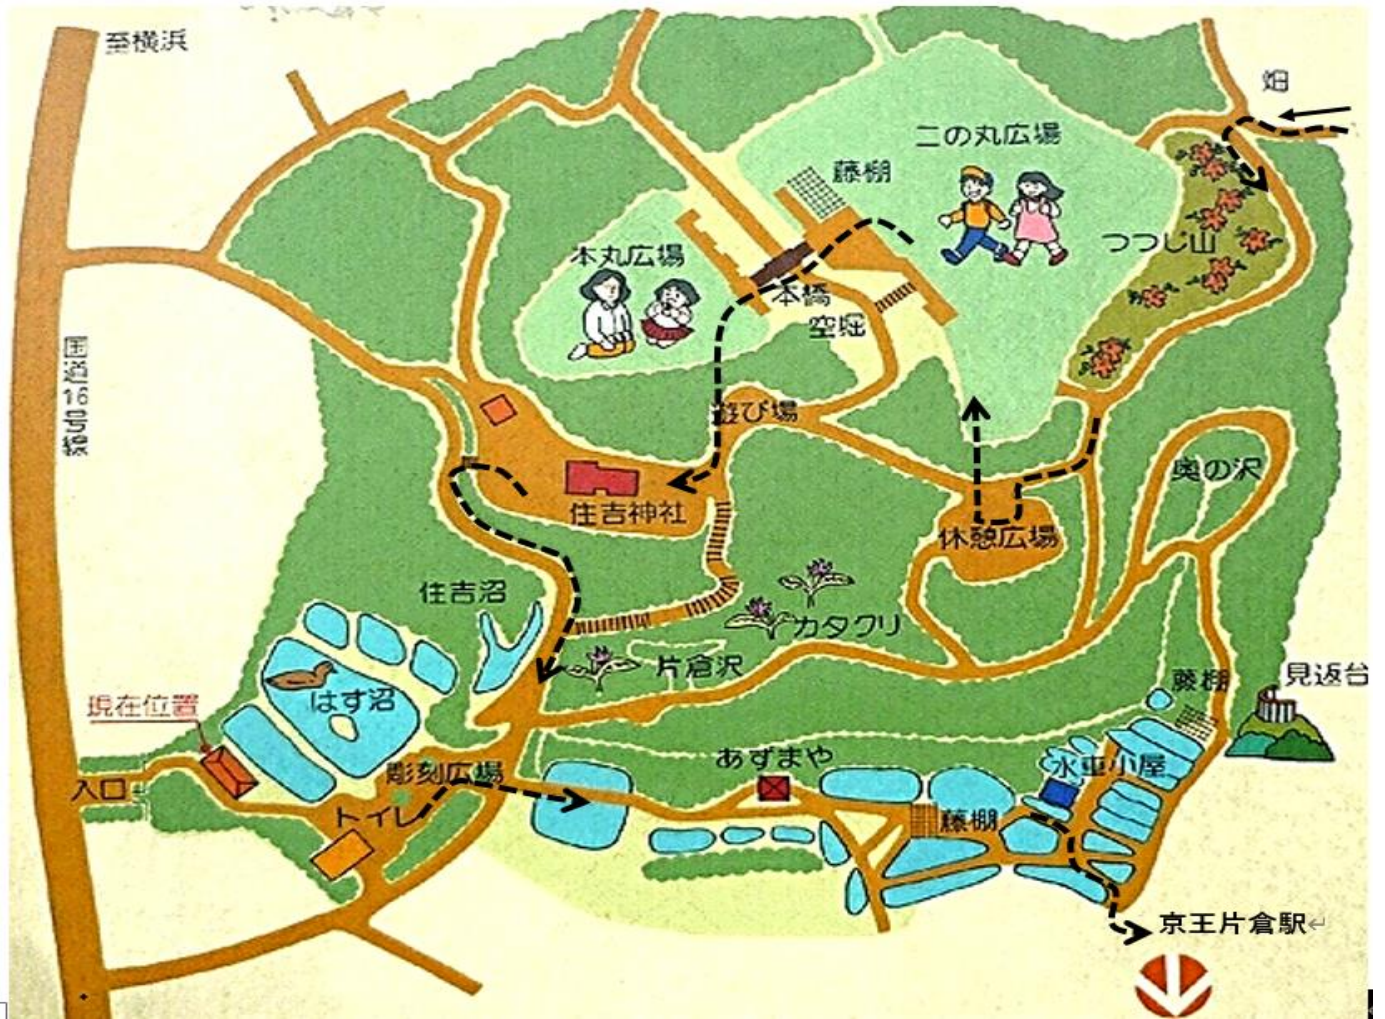 至横浜
畑
二の丸広場
藤棚
つつじ山
本丸広場
空堀
国道16号線
遊び場
奥の沢
住吉神社
休憩広場
住吉沼
カタクリ
片倉沢
藤棚
見返台
はす沼
現在位置
あずまや
水車小屋
彫刻広場
入口
トイレ
藤棚
京王片倉駅